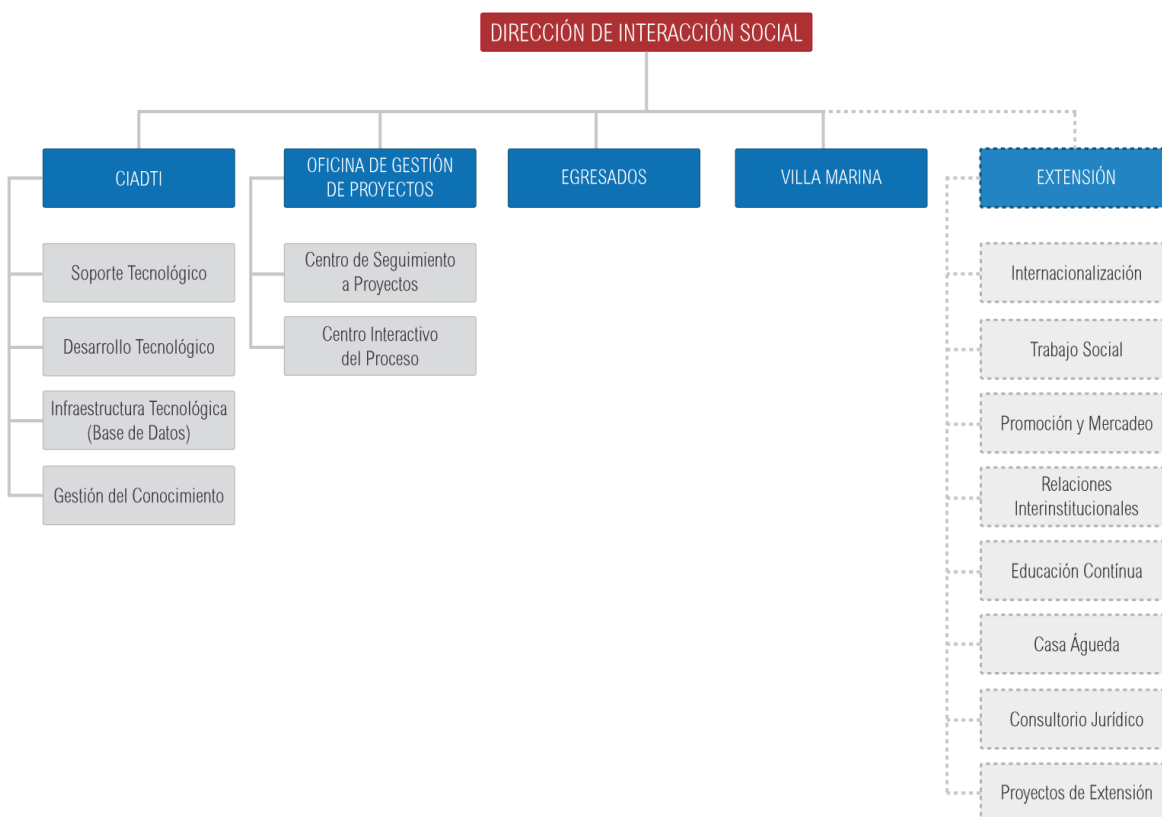 DIRECCIÓN DE INTERACCIÓN SOCIAL
CIADTI
Soporte Tecnológico
Desarrollo Tecnológico
Infraestructura Tecnológica
(Base de Datos)
Gestión del Conocimiento
OFICINA DE GESTIÓN
DE PROYECTOS
Centro de Seguimiento
a Proyectos
Centro Interactivo
del Proceso
EGRESADOS
VILLA MARINA
EXTENSIÓN
Internacionalización
Trabajo Social
Promoción y Mercadeo
Relaciones
Interinstitucionales
Educación Contínua
Casa Águeda
Consultorio Jurídico
Proyectos de Extensión